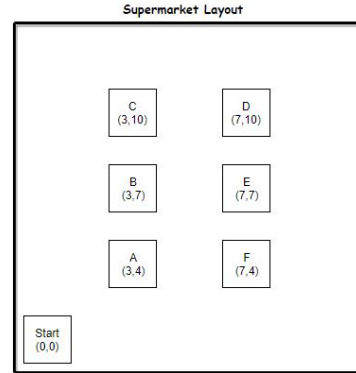 Supermarket Layout
C
(3,10)
D
(7,10)
B
(3,7)
E
(7,7)
A
(3,4)
F
(7,4)
Start
(0,0)